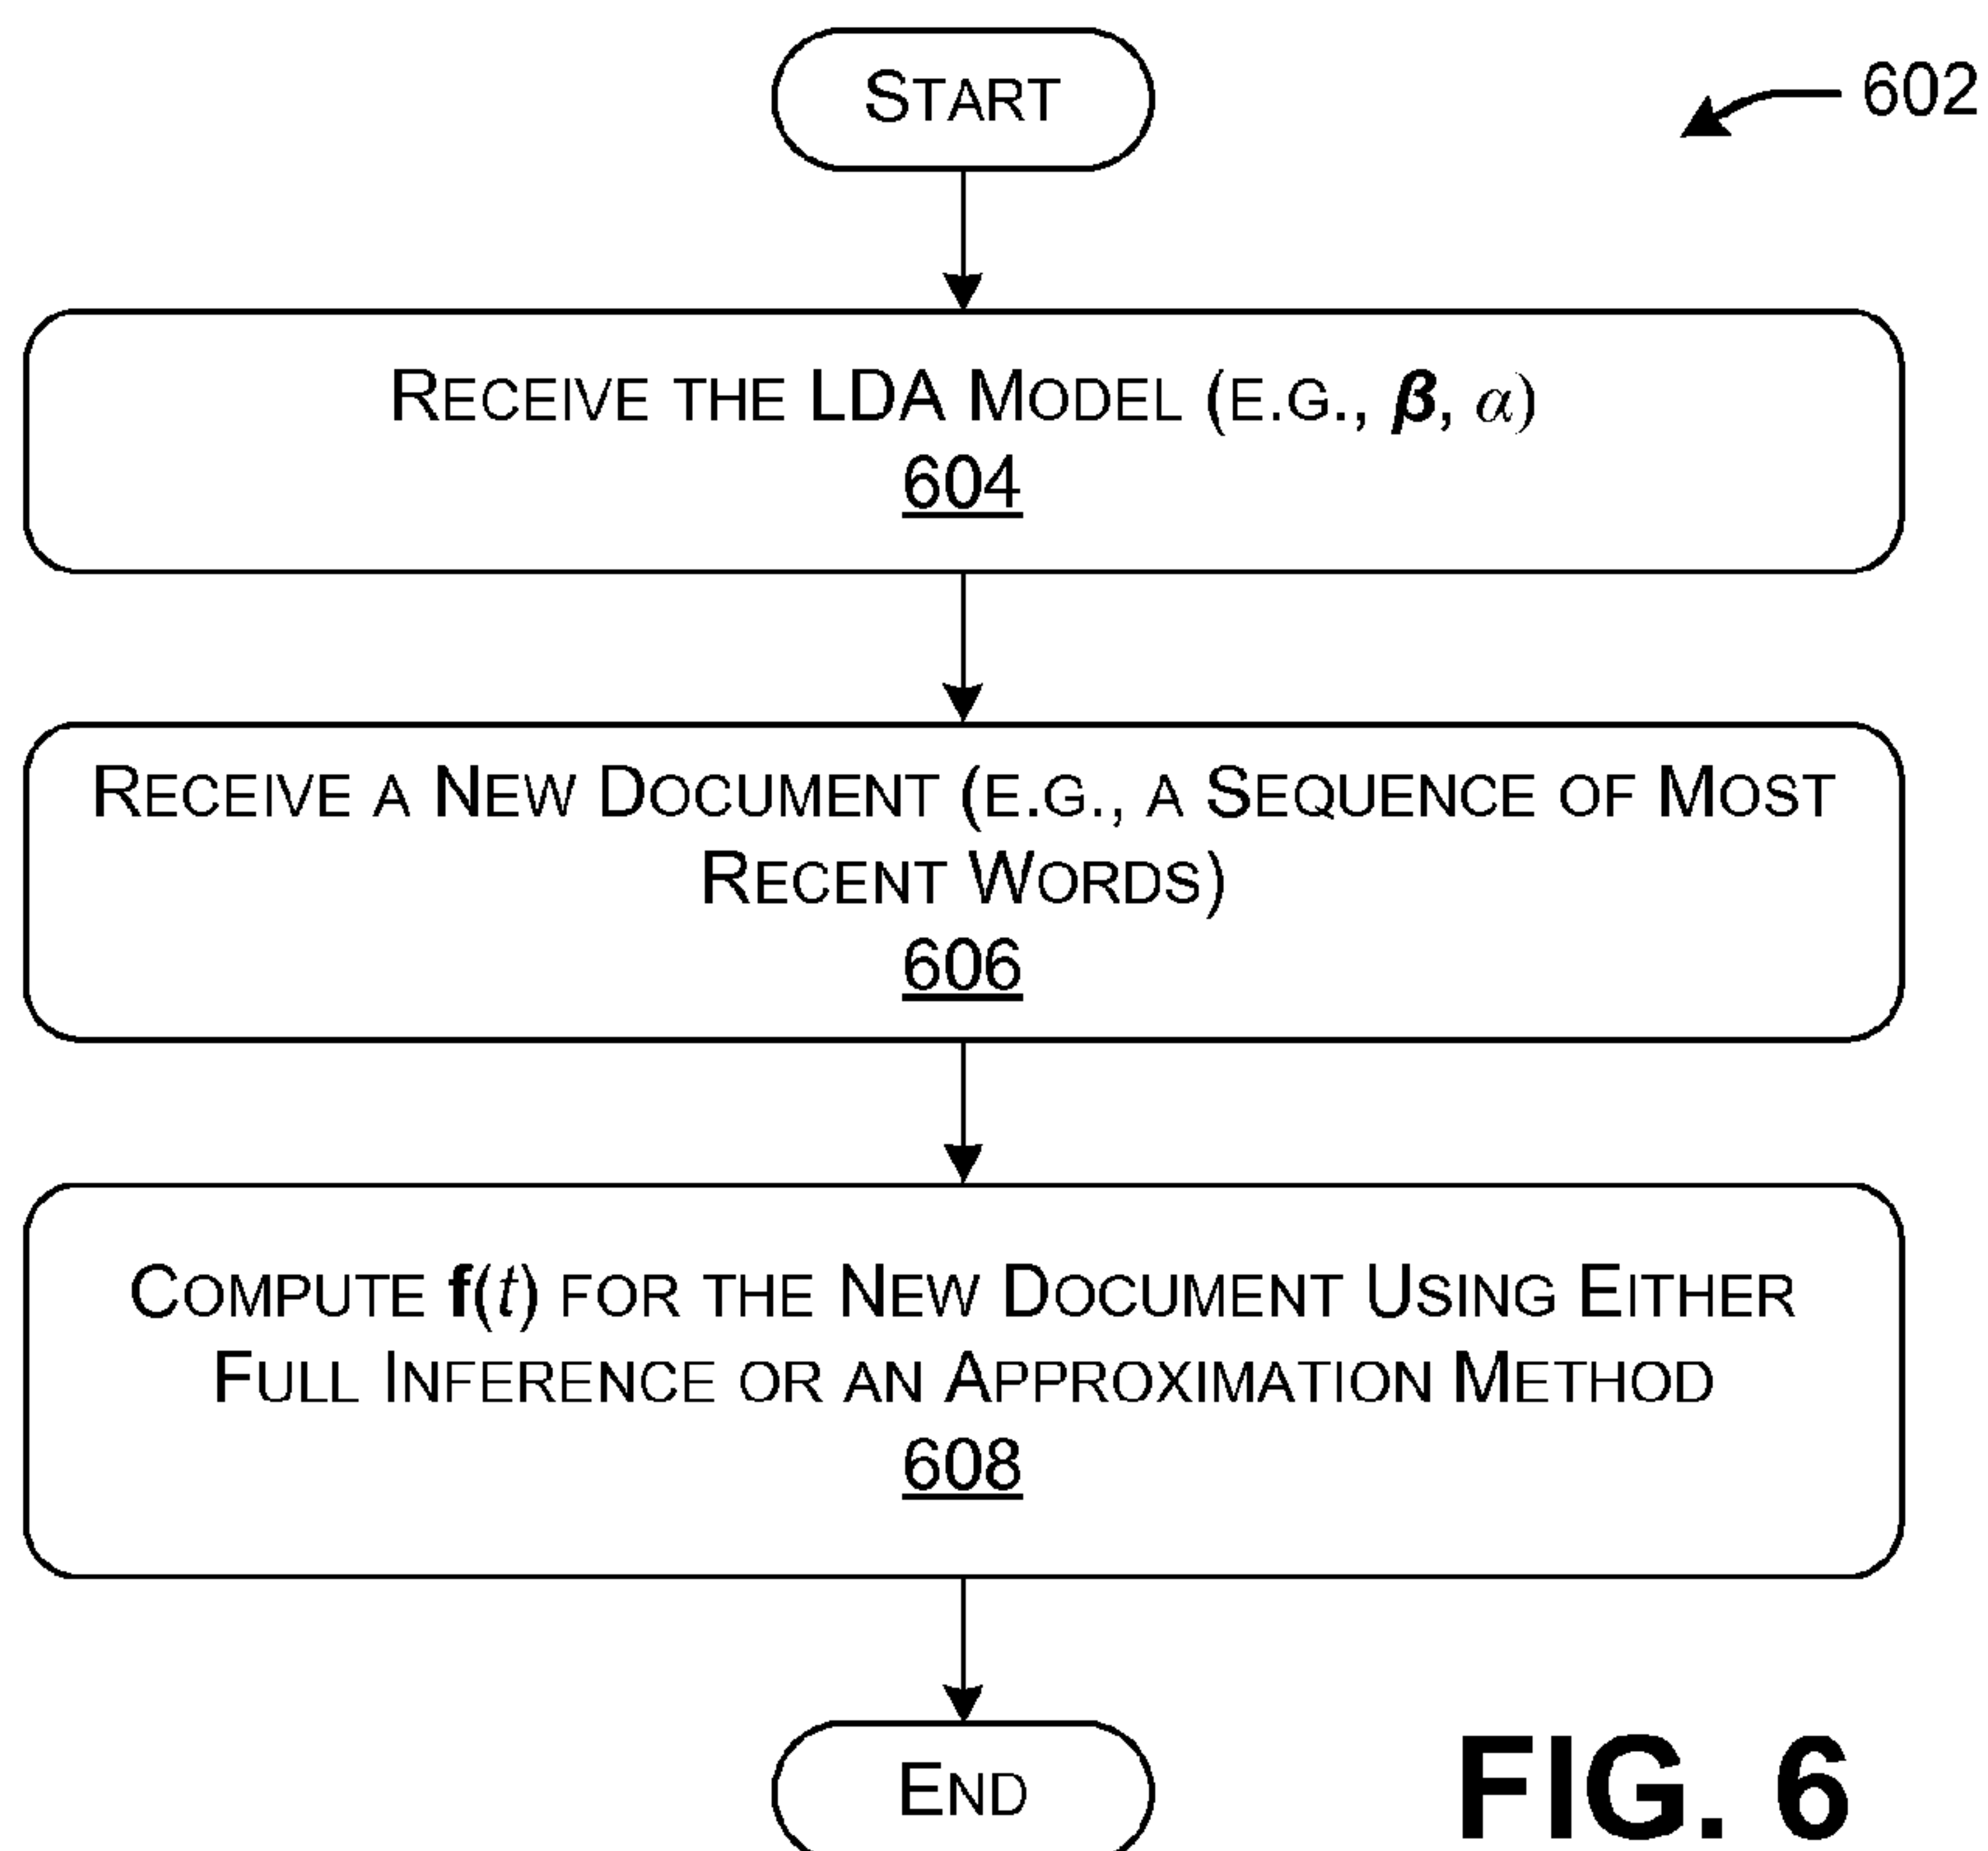 START
602
RECEIVE THE LDA MODEL (E.G., β, α)
604
RECEIVE A NEW DOCUMENT (E.G., A SEQUENCE OF MOST
RECENT WORDS)
606
COMPUTE f(t) FOR THE NEW DOCUMENT USING EITHER
FULL INFERENCE OR AN APPROXIMATION METHOD
608
END
FIG. 6